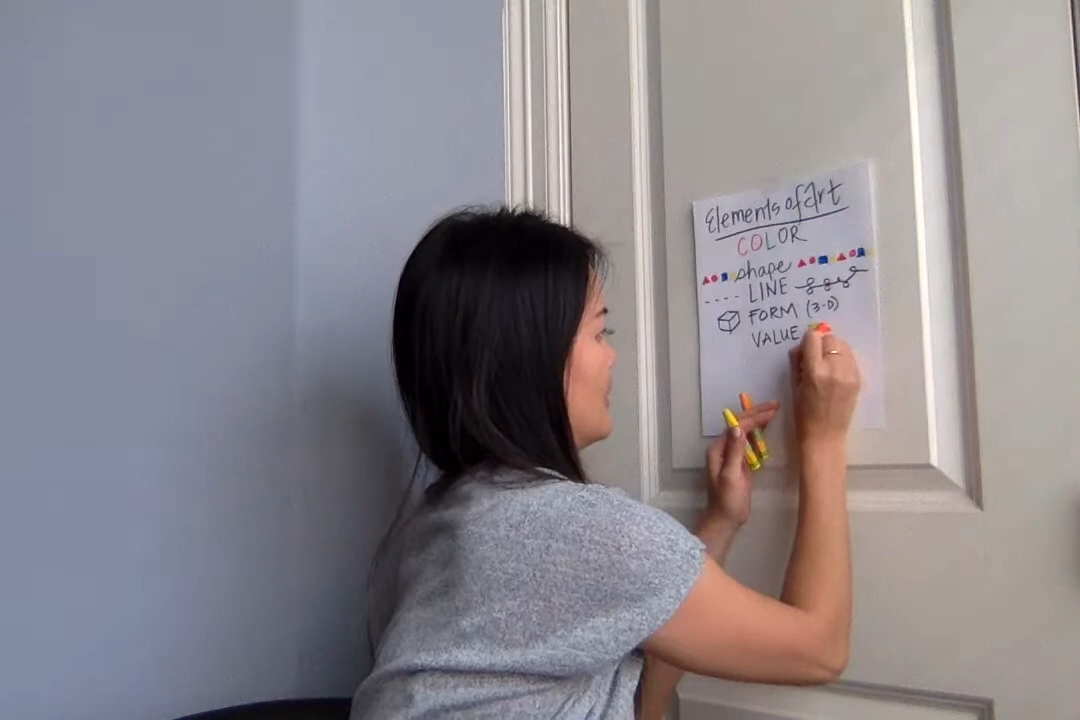 Elements of Art
COLOR
shape
LINE
FORM (3-D)
VALUE